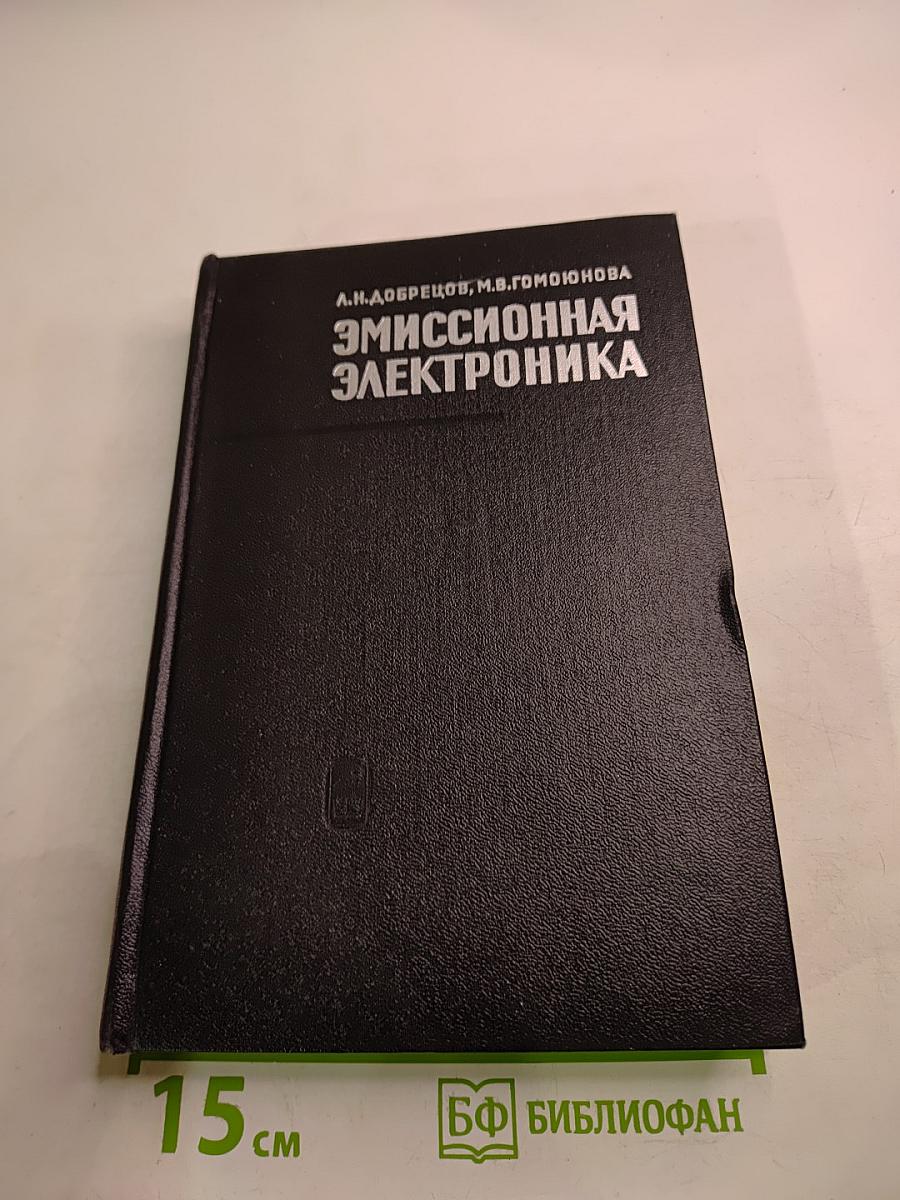 Л.Н.ДОБРЕЦОВ, М.В.ГОМОЮНОВА
ЭМИССИОННАЯ
ЭЛЕКТРОНИКА
15 см
БФ БИБЛИОФАН